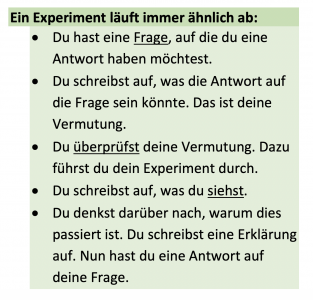 Ein Experiment läuft immer ähnlich ab:
• Du hast eine Frage, auf die du eine
Antwort haben möchtest.
• Du schreibst auf, was die Antwort auf
die Frage sein könnte. Das ist deine
Vermutung.
• Du überprüfst deine Vermutung. Dazu
führst du dein Experiment durch.
• Du schreibst auf, was du siehst.
• Du denkst darüber nach, warum dies
passiert ist. Du schreibst eine Erklärung
auf. Nun hast du eine Antwort auf
deine Frage.